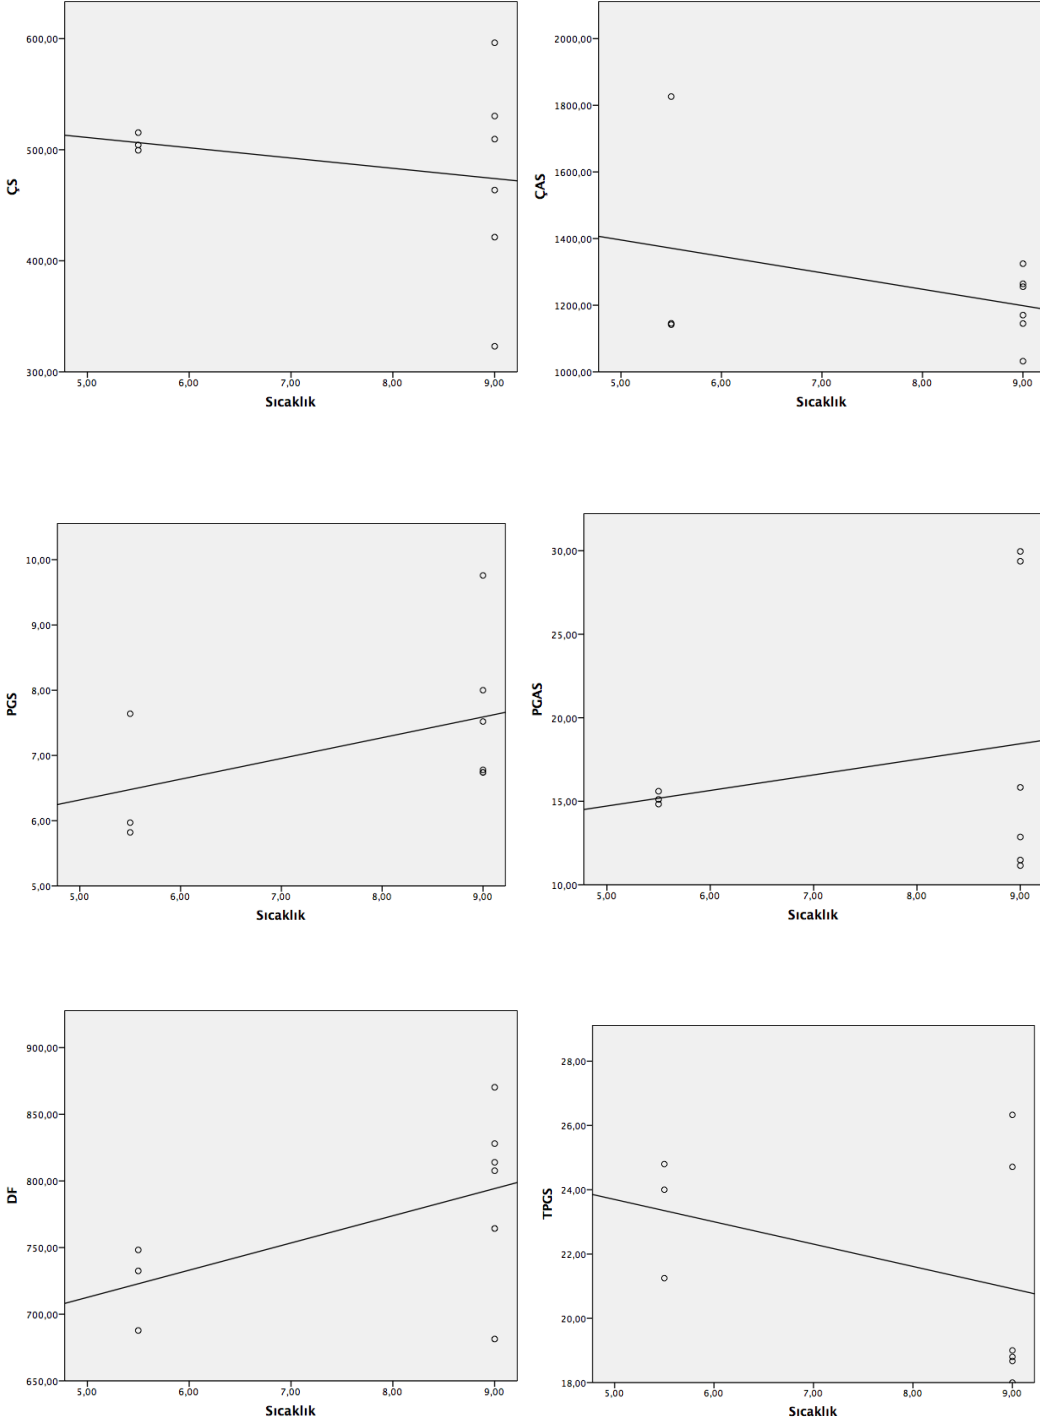 600,00
500,00
400,00
300,00
ÇS
5,00 6,00 7,00 8,00 9,00
Sıcaklık
2000,00
1800,00
1600,00
1400,00
1200,00
1000,00
ÇAS
5,00 6,00 7,00 8,00 9,00
Sıcaklık
10,00
9,00
8,00
7,00
6,00
5,00
PGS
5,00 6,00 7,00 8,00 9,00
Sıcaklık
30,00
25,00
20,00
15,00
10,00
PGAS
5,00 6,00 7,00 8,00 9,00
Sıcaklık
900,00
850,00
800,00
750,00
700,00
650,00
DF
5,00 6,00 7,00 8,00 9,00
Sıcaklık
28,00
26,00
24,00
22,00
20,00
18,00
TPGS
5,00 6,00 7,00 8,00 9,00
Sıcaklık